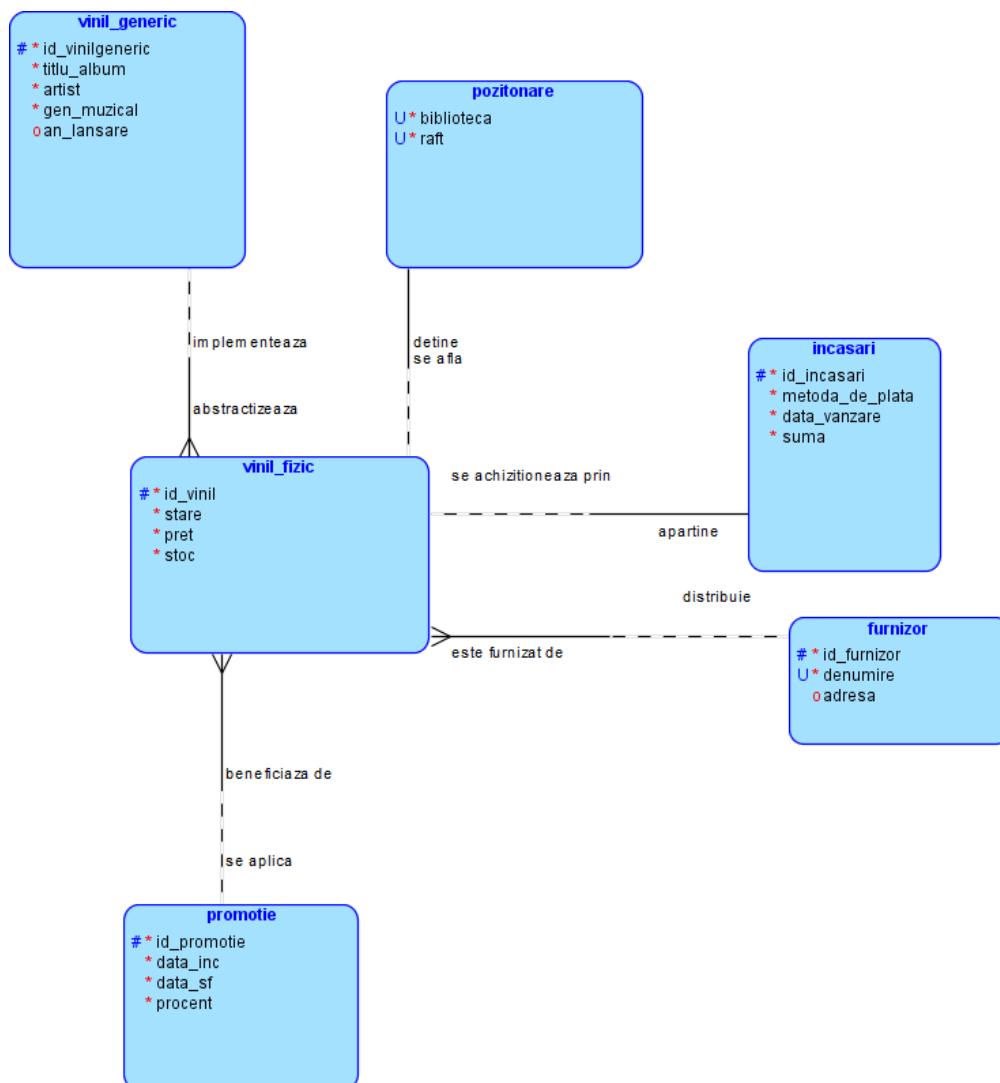 vinil_generic
# * id_vinilgeneric
* titlu_album
* artist
* gen_muzical
o an_lansare
pozitonare
U * biblioteca
U * raft
implementeaza
abstractizeaza
detine
se afla
incasari
# * id_incasari
* metoda_de_plata
* data_vanzare
* suma
vinil_fizic
# * id_vinil
* stare
* pret
* stoc
se achizitioneaza prin
apartine
distribuie
este furnizat de
furnizor
# * id_furnizor
U * denumire
o adresa
beneficiaza de
se aplica
promotie
# * id_promotie
* data_inc
* data_sf
* procent